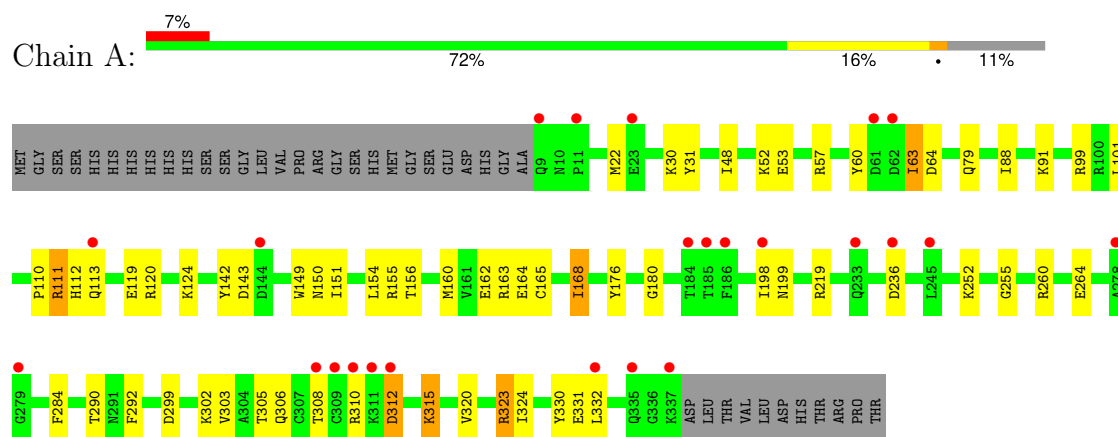 7%
Chain A:
72% 16% • 11%
MET GLY SER SER HIS HIS HIS HIS HIS HIS SER SER GLY LEU VAL PRO ARG GLY SER HIS MET GLY SER GLU ASP HIS GLY ALA Q9 N10 P11 M22 E23 K30 Y31 I48 K52 E53 R57 Y60 D61 D62 I63 D64 Q79 I88 K91 R99 R100 L101
P110 R111 H112 Q113 E119 R120 K124 Y142 D143 D144 W149 N150 I151 L154 R155 T156 M160 V161 E162 R163 E164 C165 I168 Y176 G180 T184 T185 F186 I198 N199 R219 Q233 D236 L245 K252 G255 R260 E264 A278
G279 F284 T290 N291 F292 D299 K302 V303 A304 T305 Q306 C307 T308 C309 R310 K311 D312 K315 V320 R323 I324 Y330 E331 L332 Q335 G336 K337 ASP LEU THR VAL LEU ASP HIS THR ARG PRO THR